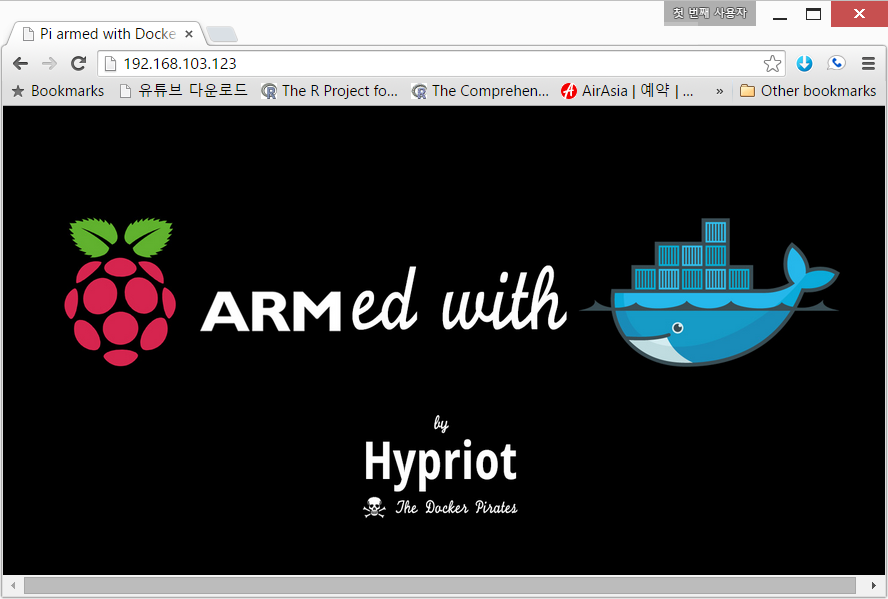 첫 번째 사용자
Pi armed with Docke
192.168.103.123
Bookmarks 유튜브 다운로드 The R Project fo... The Comprehen... AirAsia | 예약 | ... » Other bookmarks
ARMed with
by
Hypriot
The Docker Pirates